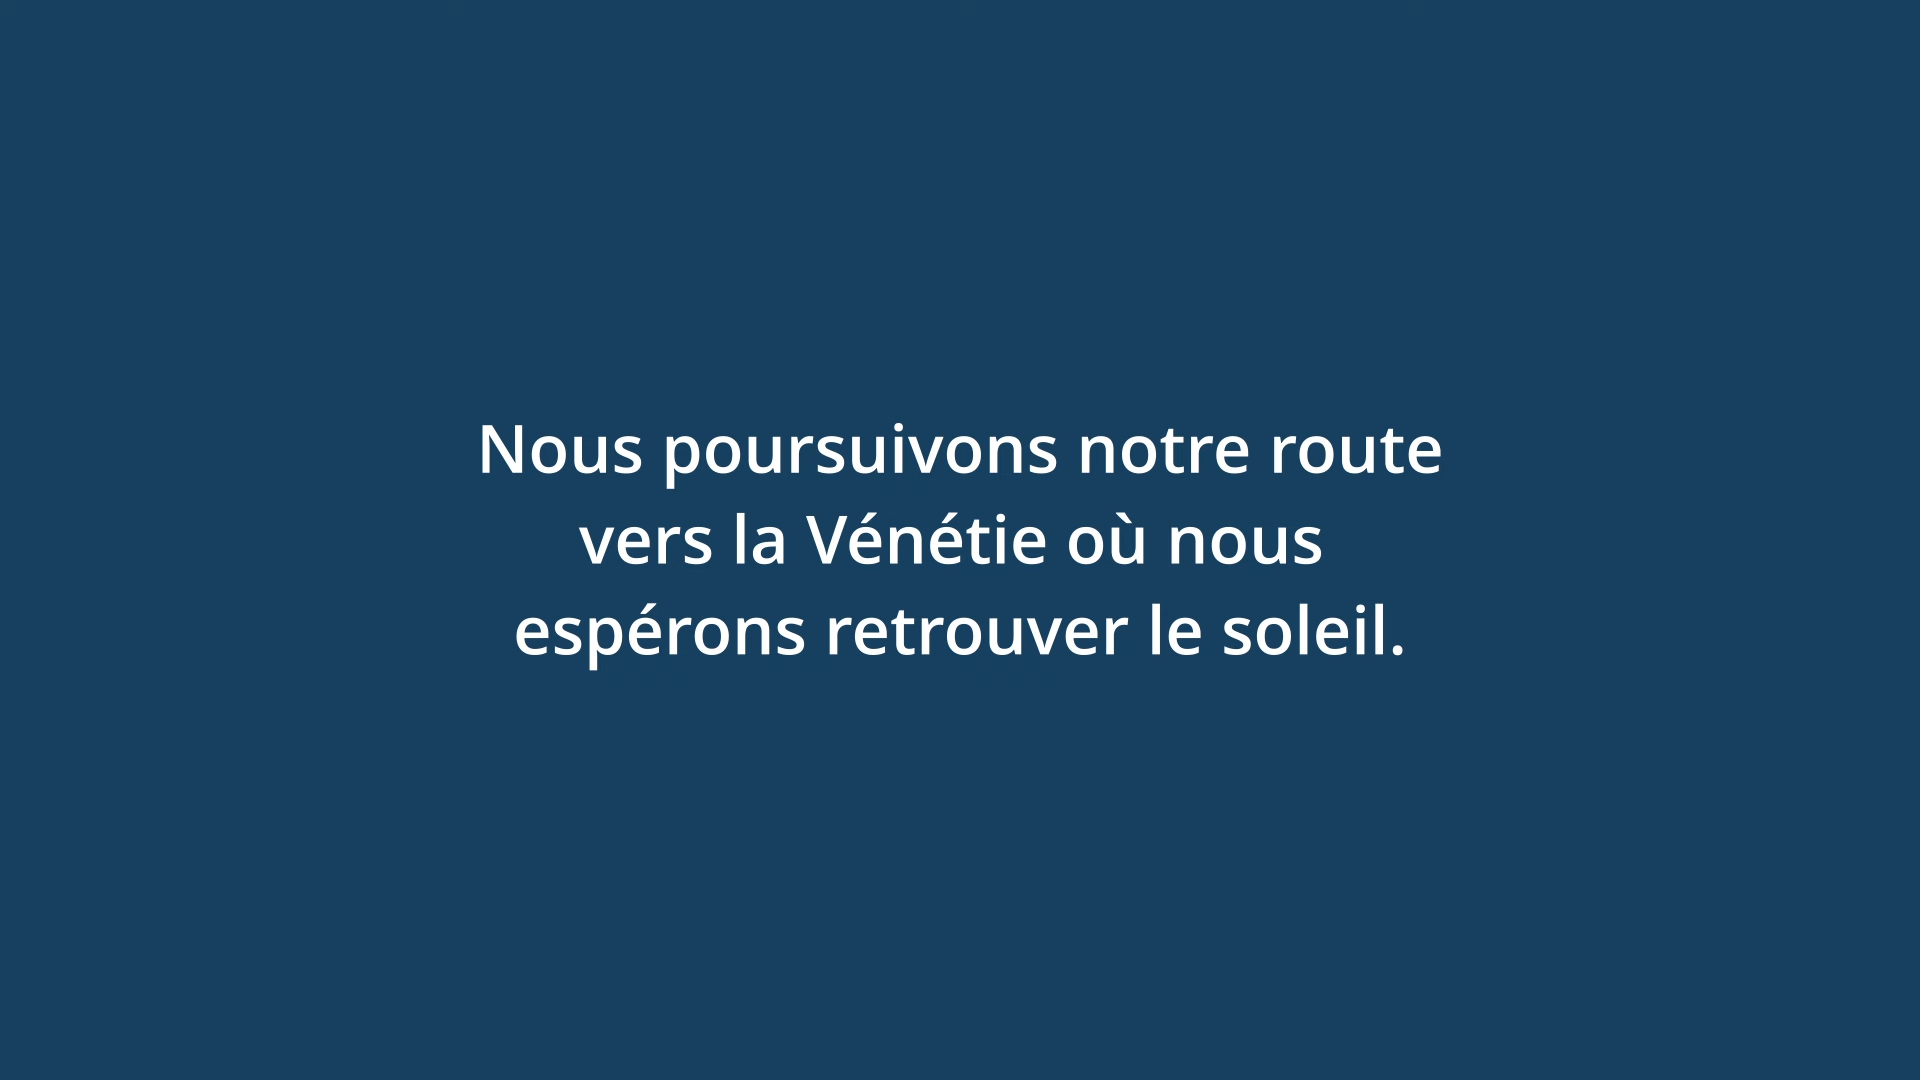 Nous poursuivons notre route
vers la Vénétie où nous
espérons retrouver le soleil.